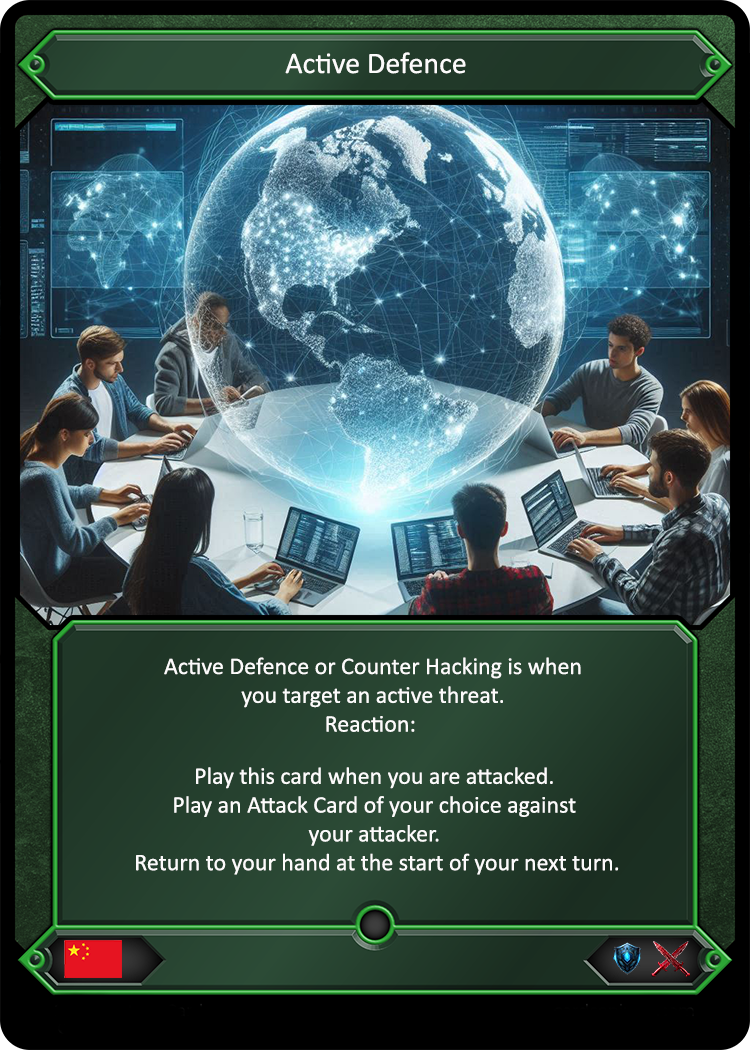 Active Defence
Active Defence or Counter Hacking is when
you target an active threat.
Reaction:
Play this card when you are attacked.
Play an Attack Card of your choice against
your attacker.
Return to your hand at the start of your next turn.